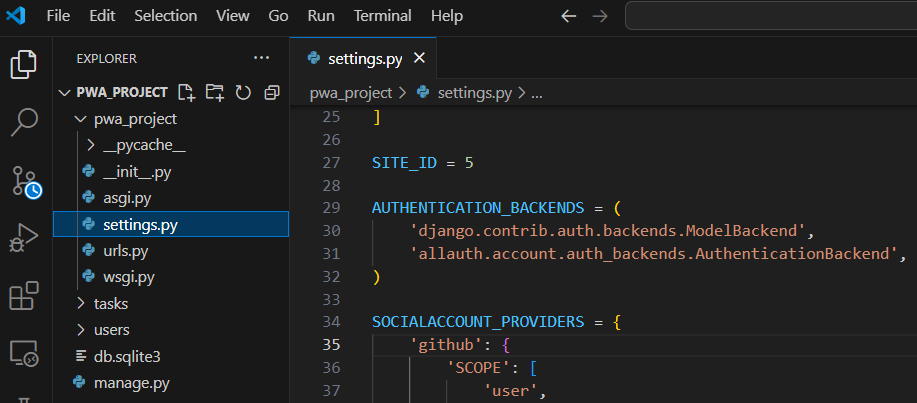 File Edit Selection View Go Run Terminal Help
EXPLORER
PWA_PROJECT
pwa_project
__pycache__
__init__.py
asgi.py
settings.py
urls.py
wsgi.py
tasks
users
db.sqlite3
manage.py
settings.py
pwa_project > settings.py > ...
25 ]
26
27 SITE_ID = 5
28
29 AUTHENTICATION_BACKENDS = (
30 'django.contrib.auth.backends.ModelBackend',
31 'allauth.account.auth_backends.AuthenticationBackend',
32 )
33
34 SOCIALACCOUNT_PROVIDERS = {
35 'github': {
36 'SCOPE': [
37 'user',